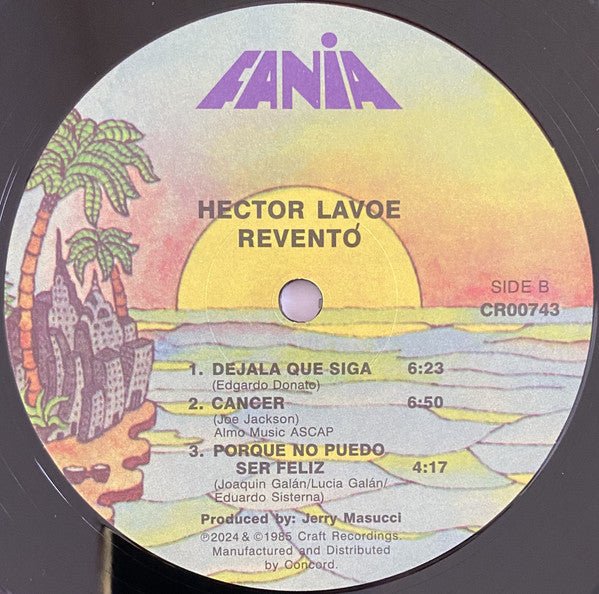 FANIA
HECTOR LAVOE
REVENTÓ
SIDE B
CR00743
1. DEJALA QUE SIGA 6:23
(Edgardo Donato)
2. CANCER 6:50
(Joe Jackson)
Almo Music ASCAP
3. PORQUE NO PUEDO
SER FELIZ 4:17
(Joaquin Galán/Lucia Galán/
Eduardo Sisterna)
Produced by: Jerry Masucci
℗2024 & ©1985 Craft Recordings.
Manufactured and Distributed
by Concord.